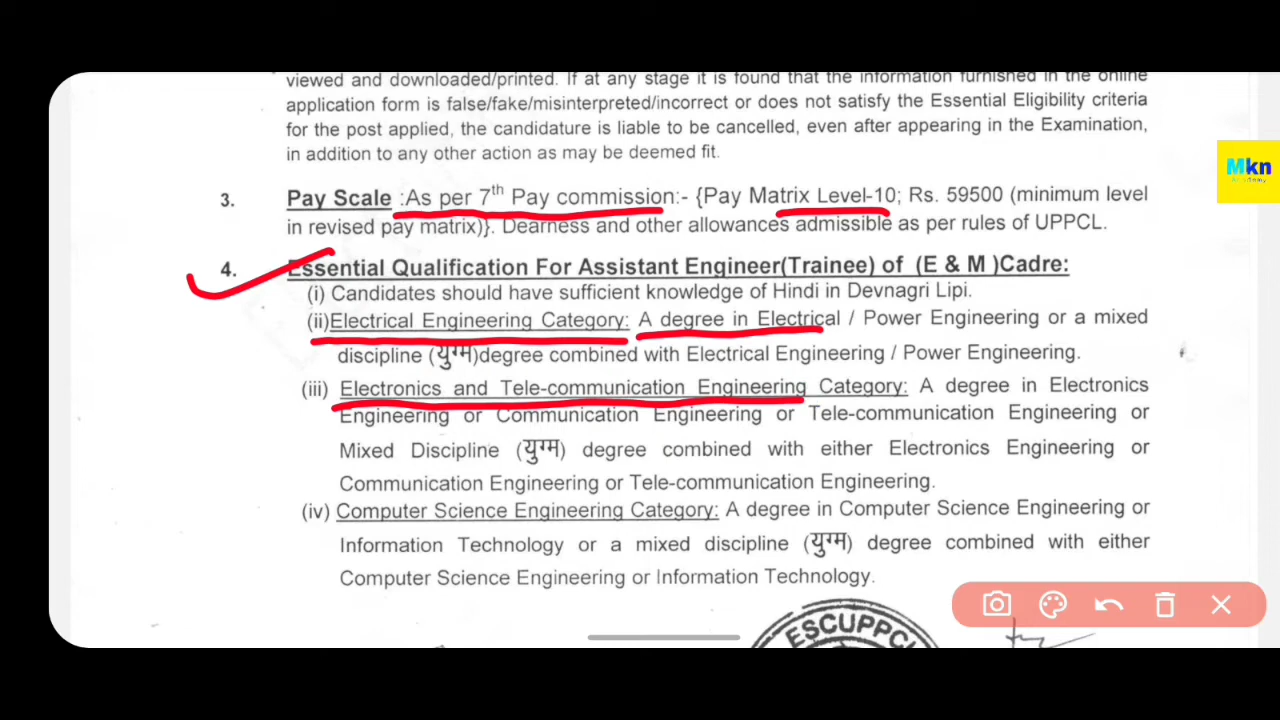 viewed and downloaded/printed. If at any stage it is found that the information furnished in the online
application form is false/fake/misinterpreted/incorrect or does not satisfy the Essential Eligibility criteria
for the post applied, the candidature is liable to be cancelled, even after appearing in the Examination,
in addition to any other action as may be deemed fit.
3. Pay Scale :As per 7th Pay commission:- {Pay Matrix Level-10; Rs. 59500 (minimum level
in revised pay matrix)}. Dearness and other allowances admissible as per rules of UPPCL.
4. Essential Qualification For Assistant Engineer(Trainee) of (E & M )Cadre:
(i) Candidates should have sufficient knowledge of Hindi in Devnagri Lipi.
(ii)Electrical Engineering Category: A degree in Electrical / Power Engineering or a mixed
discipline (युग्म)degree combined with Electrical Engineering / Power Engineering.
(iii) Electronics and Tele-communication Engineering Category: A degree in Electronics
Engineering or Communication Engineering or Tele-communication Engineering or
Mixed Discipline (युग्म) degree combined with either Electronics Engineering or
Communication Engineering or Tele-communication Engineering.
(iv) Computer Science Engineering Category: A degree in Computer Science Engineering or
Information Technology or a mixed discipline (युग्म) degree combined with either
Computer Science Engineering or Information Technology.
ESCUPPCL
Mkn